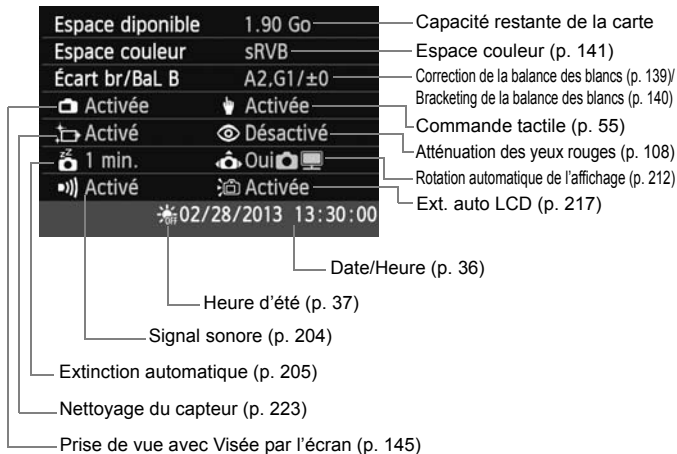 Espace diponible 1.90 Go
Capacité restante de la carte
Espace couleur sRVB
Espace couleur (p. 141)
Écart br/BaL B A2,G1/±0
Correction de la balance des blancs (p. 139)/
Bracketing de la balance des blancs (p. 140)
Activée Activée
Commande tactile (p. 55)
Activé Désactivé
Atténuation des yeux rouges (p. 108)
1 min. Oui
Rotation automatique de l'affichage (p. 212)
Activé Activée
Ext. auto LCD (p. 217)
OFF 02/28/2013 13:30:00
Date/Heure (p. 36)
Heure d'été (p. 37)
Signal sonore (p. 204)
Extinction automatique (p. 205)
Nettoyage du capteur (p. 223)
Prise de vue avec Visée par l'écran (p. 145)